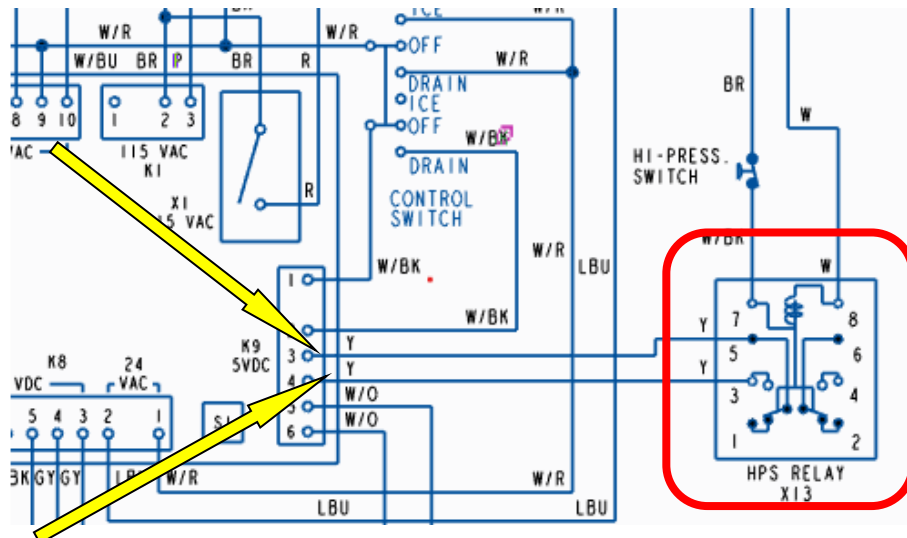 ICE
W/R
BR
W/R
W/R
OFF
W/R
W/BU
BR
P
BR
R
DRAIN
ICE
BR
W
8
9
10
1
2
3
OFF
VAC
115 VAC
K1
W/BK
DRAIN
HI-PRESS.
SWITCH
X1
15 VAC
R
CONTROL
SWITCH
W/R
LBU
W/BK
W
1
W/BK
W/BK
K9
5VDC
3
4
5
6
Y
Y
W/O
W/O
Y
Y
7
8
5
6
3
4
1
2
K8
VDC
24
VAC
5
4
3
2
1
HPS RELAY
X13
BK
GY
GY
W/R
W/R
LBU
LBU